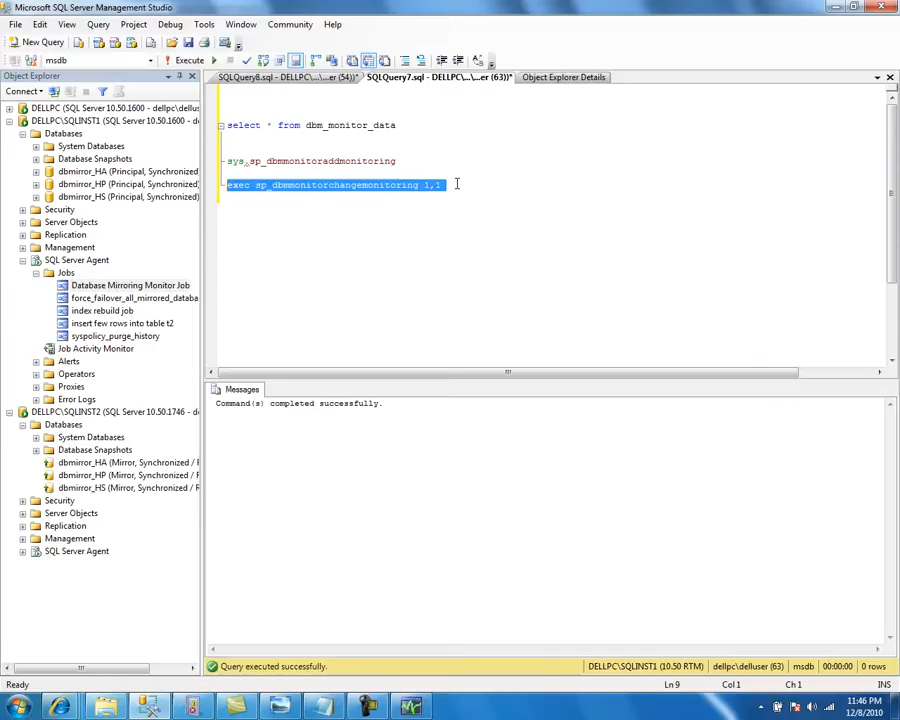 Microsoft SQL Server Management Studio
File Edit View Query Project Debug Tools Window Community Help
New Query
msdb Execute
Object Explorer
SQLQuery8.sql - DELLPC\...\...er (54))* SQLQuery7.sql - DELLPC\...\...er (63))* Object Explorer Details
Connect
DELLPC (SQL Server 10.50.1600 - dellpc\dellus
DELLPC\SQLINST1 (SQL Server 10.50.1600 - d
Databases
System Databases
Database Snapshots
dbmirror_HA (Principal, Synchronized)
dbmirror_HP (Principal, Synchronized)
dbmirror_HS (Principal, Synchronized)
Security
Server Objects
Replication
Management
SQL Server Agent
Jobs
Database Mirroring Monitor Job
force_failover_all_mirrored_databa
index rebuild job
insert few rows into table t2
syspolicy_purge_history
Job Activity Monitor
Alerts
Operators
Proxies
Error Logs
DELLPC\SQLINST2 (SQL Server 10.50.1746 - de
Databases
System Databases
Database Snapshots
dbmirror_HA (Mirror, Synchronized / R
dbmirror_HP (Mirror, Synchronized / R
dbmirror_HS (Mirror, Synchronized / R
Security
Server Objects
Replication
Management
SQL Server Agent
select * from dbm_monitor_data
sys.sp_dbmmonitoraddmonitoring
exec sp_dbmmonitorchangemonitoring 1,1
Messages
Command(s) completed successfully.
Query executed successfully. DELLPC\SQLINST1 (10.50 RTM) dellpc\delluser (63) msdb 00:00:00 0 rows
Ready Ln 9 Col 1 Ch 1 INS
11:46 PM
12/8/2010